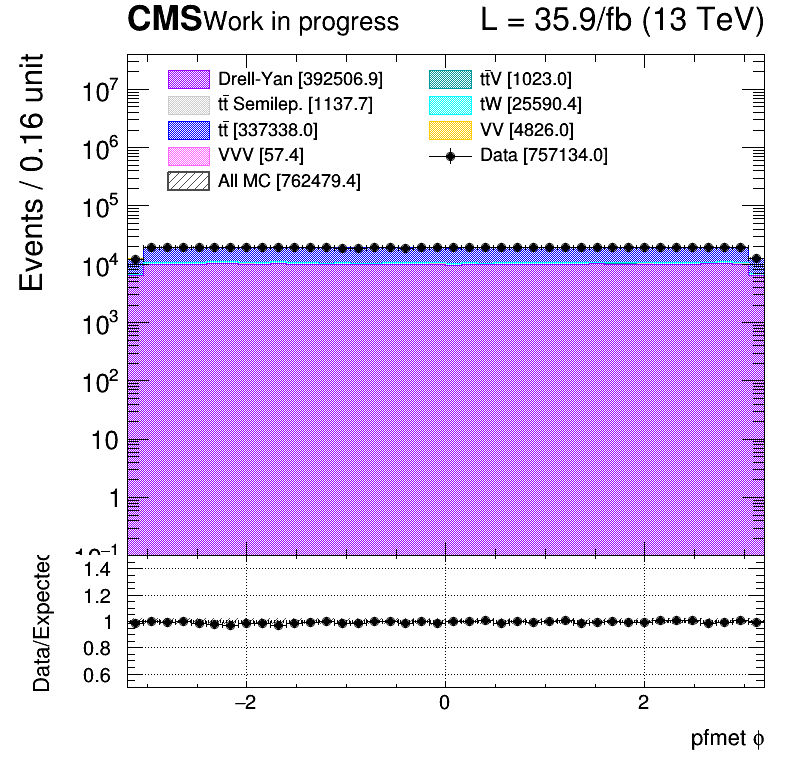 CMS Work in progress L = 35.9/fb (13 TeV)
Events / 0.16 unit
Drell-Yan [392506.9]
tt̄ Semilep. [1137.7]
tt̄ [337338.0]
VVV [57.4]
All MC [762479.4]
tt̄V [1023.0]
tW [25590.4]
VV [4826.0]
Data [757134.0]
10⁷
10⁶
10⁵
10⁴
10³
10²
10
1
10⁻¹
Data/Expected
1.4
1.2
1
0.8
0.6
−2 0 2
pfmet ϕ